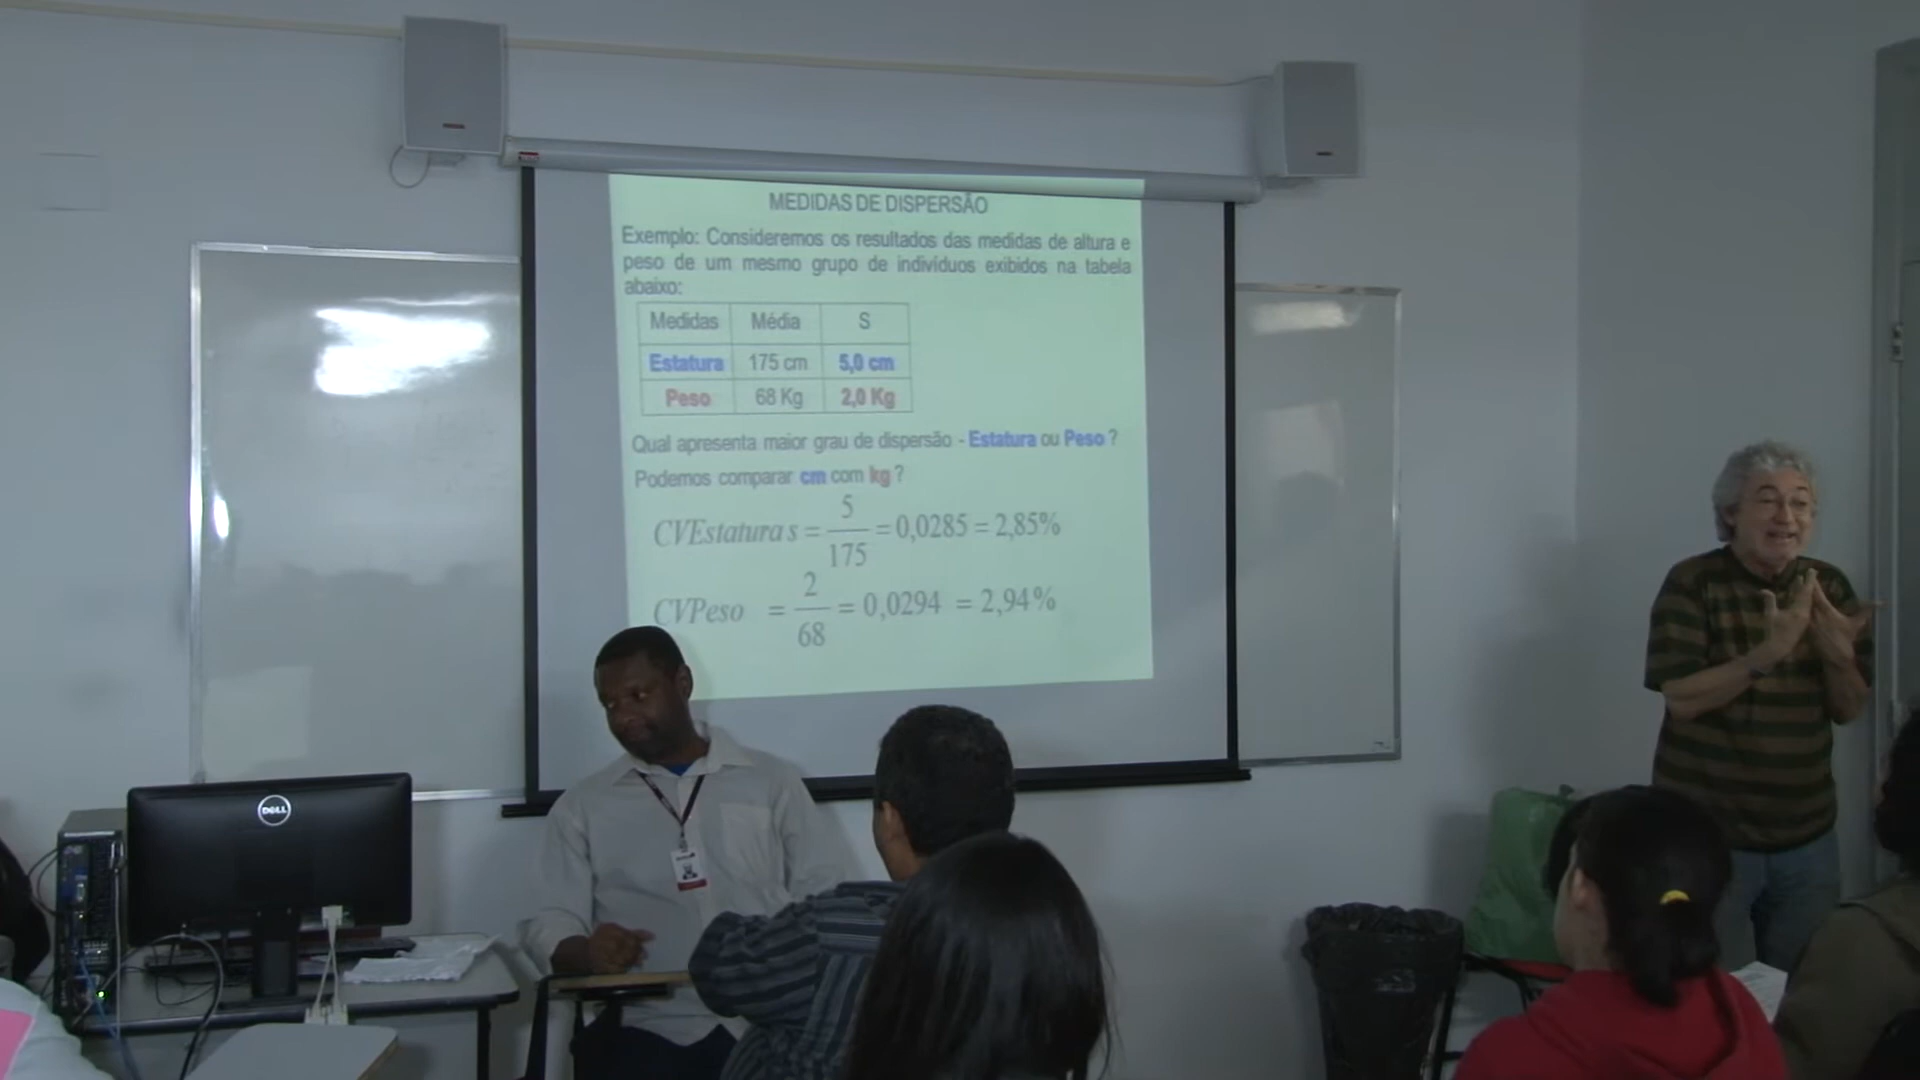 MEDIDAS DE DISPERSÃO
Exemplo: Consideremos os resultados das medidas de altura e
peso de um mesmo grupo de indivíduos exibidos na tabela
abaixo:
Medidas Média S
Estatura 175 cm 5,0 cm
Peso 68 Kg 2,0 Kg
Qual apresenta maior grau de dispersão - Estatura ou Peso ?
Podemos comparar cm com kg ?
CVEstatura s = 5/175 = 0,0285 = 2,85%
CVPeso = 2/68 = 0,0294 = 2,94%
DELL